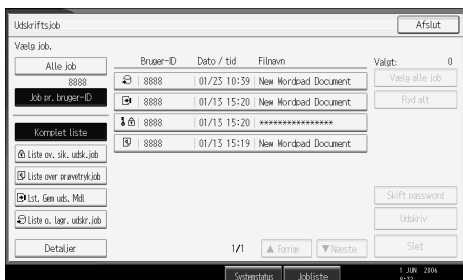 Udskriftsjob
Afslut
Vælg job.
Alle job
8888
Job pr. bruger-ID
Bruger-ID Dato / tid Filnavn
Valgt: 0
8888 01/23 10:39 New Wordpad Document
8888 01/13 15:20 New Wordpad Document
8888 01/13 15:20 ****************
8888 01/13 15:19 New Wordpad Document
Vælg alle job
Ryd alt
Komplet liste
Liste ov. sik. udsk.job
Liste over prøvetrykjob
Lst. Gem uds. Mdl
Liste o. lagr. udskr.job
Detaljer
1/1
▲ Forrige
▼ Næste
Skift password
Udskriv
Slet
Systemstatus
Jobliste
1 JUN 2006